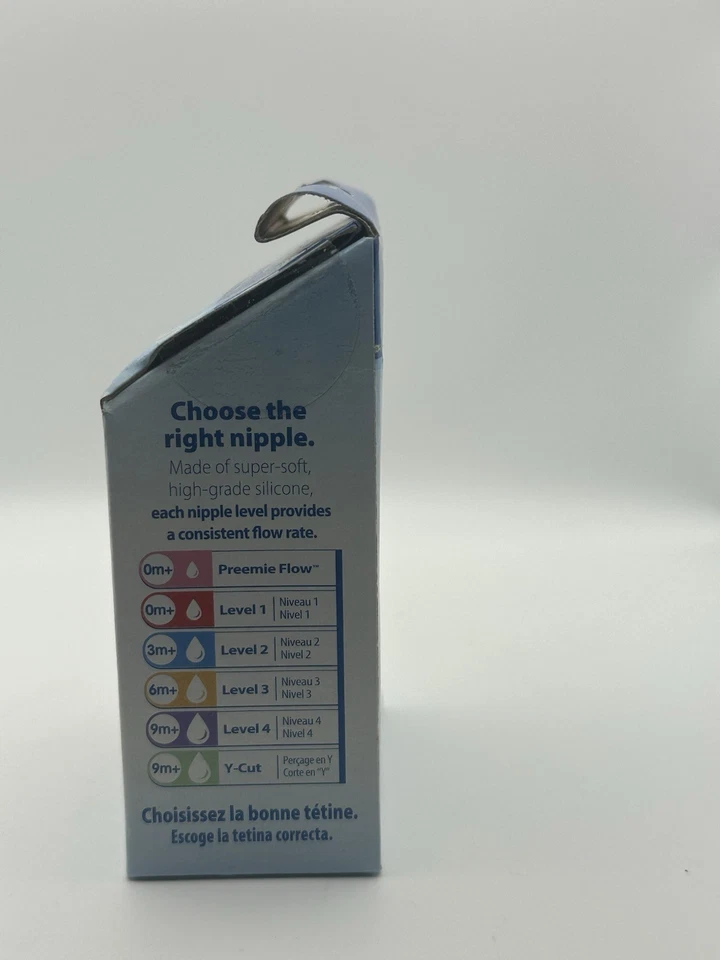 Choose the
right nipple.
Made of super-soft,
high-grade silicone,
each nipple level provides
a consistent flow rate.
0m+ Preemie Flow™
0m+ Level 1 Niveau 1
Nivel 1
3m+ Level 2 Niveau 2
Nivel 2
6m+ Level 3 Niveau 3
Nivel 3
9m+ Level 4 Niveau 4
Nivel 4
9m+ Y-Cut Perçage en Y
Corte en "Y"
Choisissez la bonne tétine.
Escoge la tetina correcta.